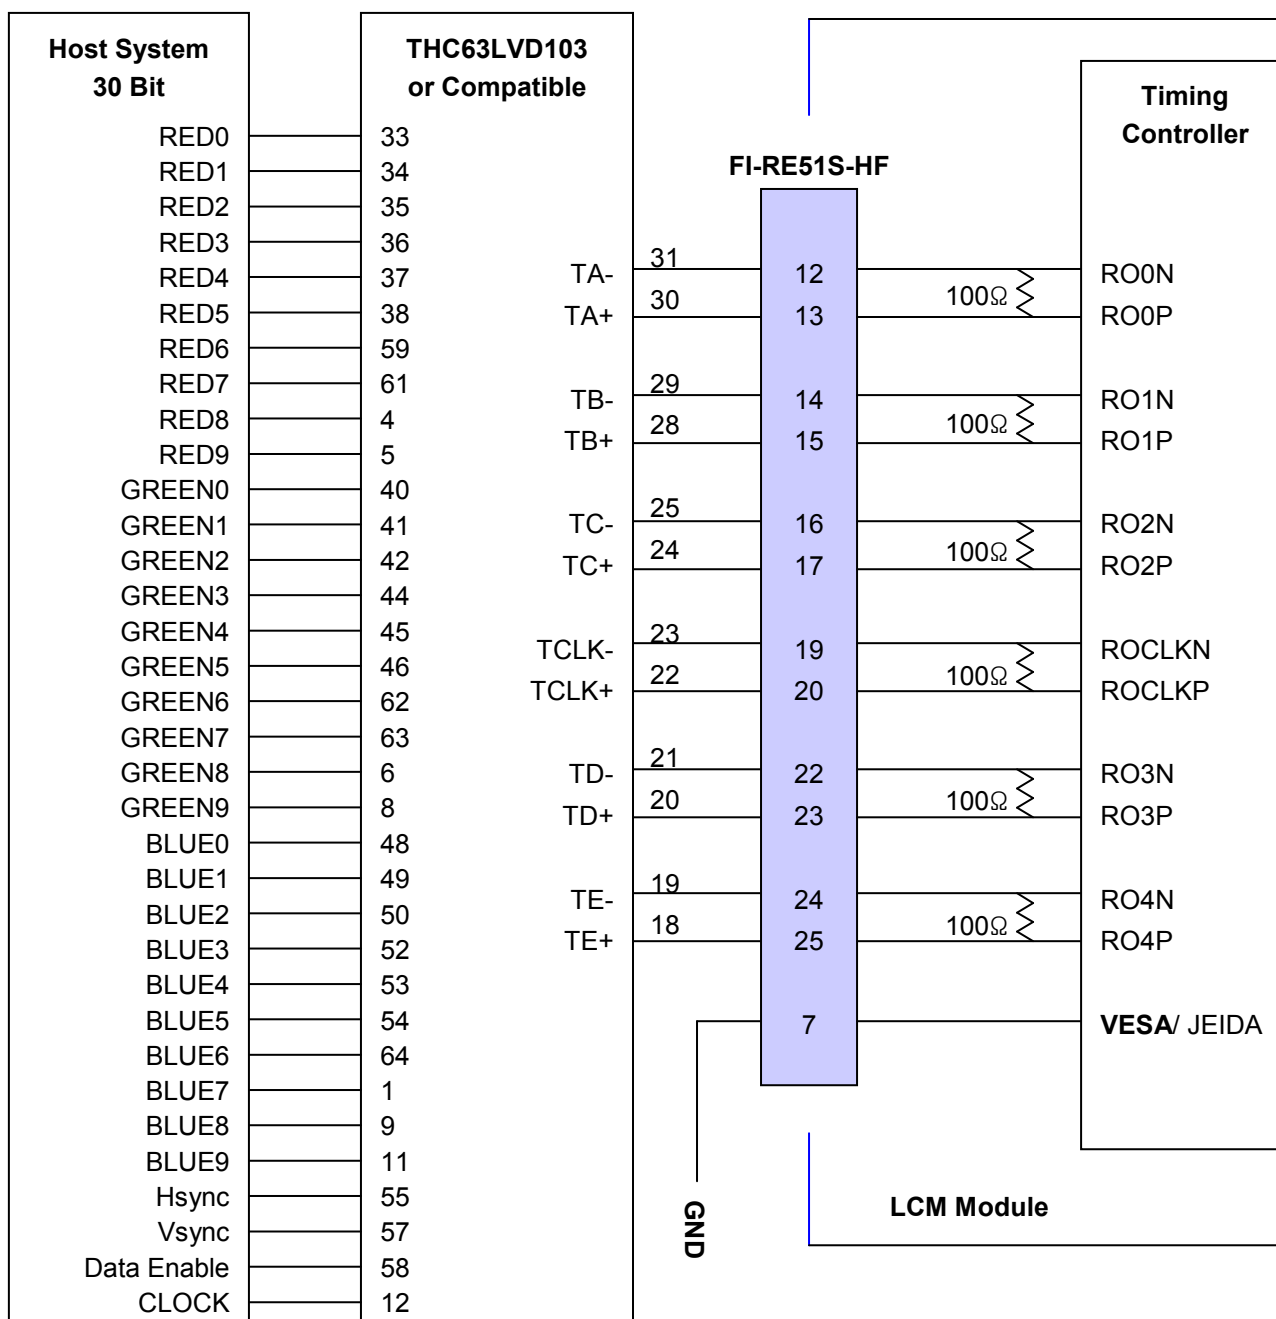 Host System
30 Bit
RED0
RED1
RED2
RED3
RED4
RED5
RED6
RED7
RED8
RED9
GREEN0
GREEN1
GREEN2
GREEN3
GREEN4
GREEN5
GREEN6
GREEN7
GREEN8
GREEN9
BLUE0
BLUE1
BLUE2
BLUE3
BLUE4
BLUE5
BLUE6
BLUE7
BLUE8
BLUE9
Hsync
Vsync
Data Enable
CLOCK
THC63LVD103
or Compatible
33
34
35
36
37
38
59
61
4
5
40
41
42
44
45
46
62
63
6
8
48
49
50
52
53
54
64
1
9
11
55
57
58
12
TA-
TA+
TB-
TB+
TC-
TC+
TCLK-
TCLK+
TD-
TD+
TE-
TE+
31
30
29
28
25
24
23
22
21
20
19
18
GND
FI-RE51S-HF
12
13
14
15
16
17
19
20
22
23
24
25
7
100Ω
100Ω
100Ω
100Ω
100Ω
100Ω
LCM Module
Timing
Controller
RO0N
RO0P
RO1N
RO1P
RO2N
RO2P
ROCLKN
ROCLKP
RO3N
RO3P
RO4N
RO4P
VESA/ JEIDA